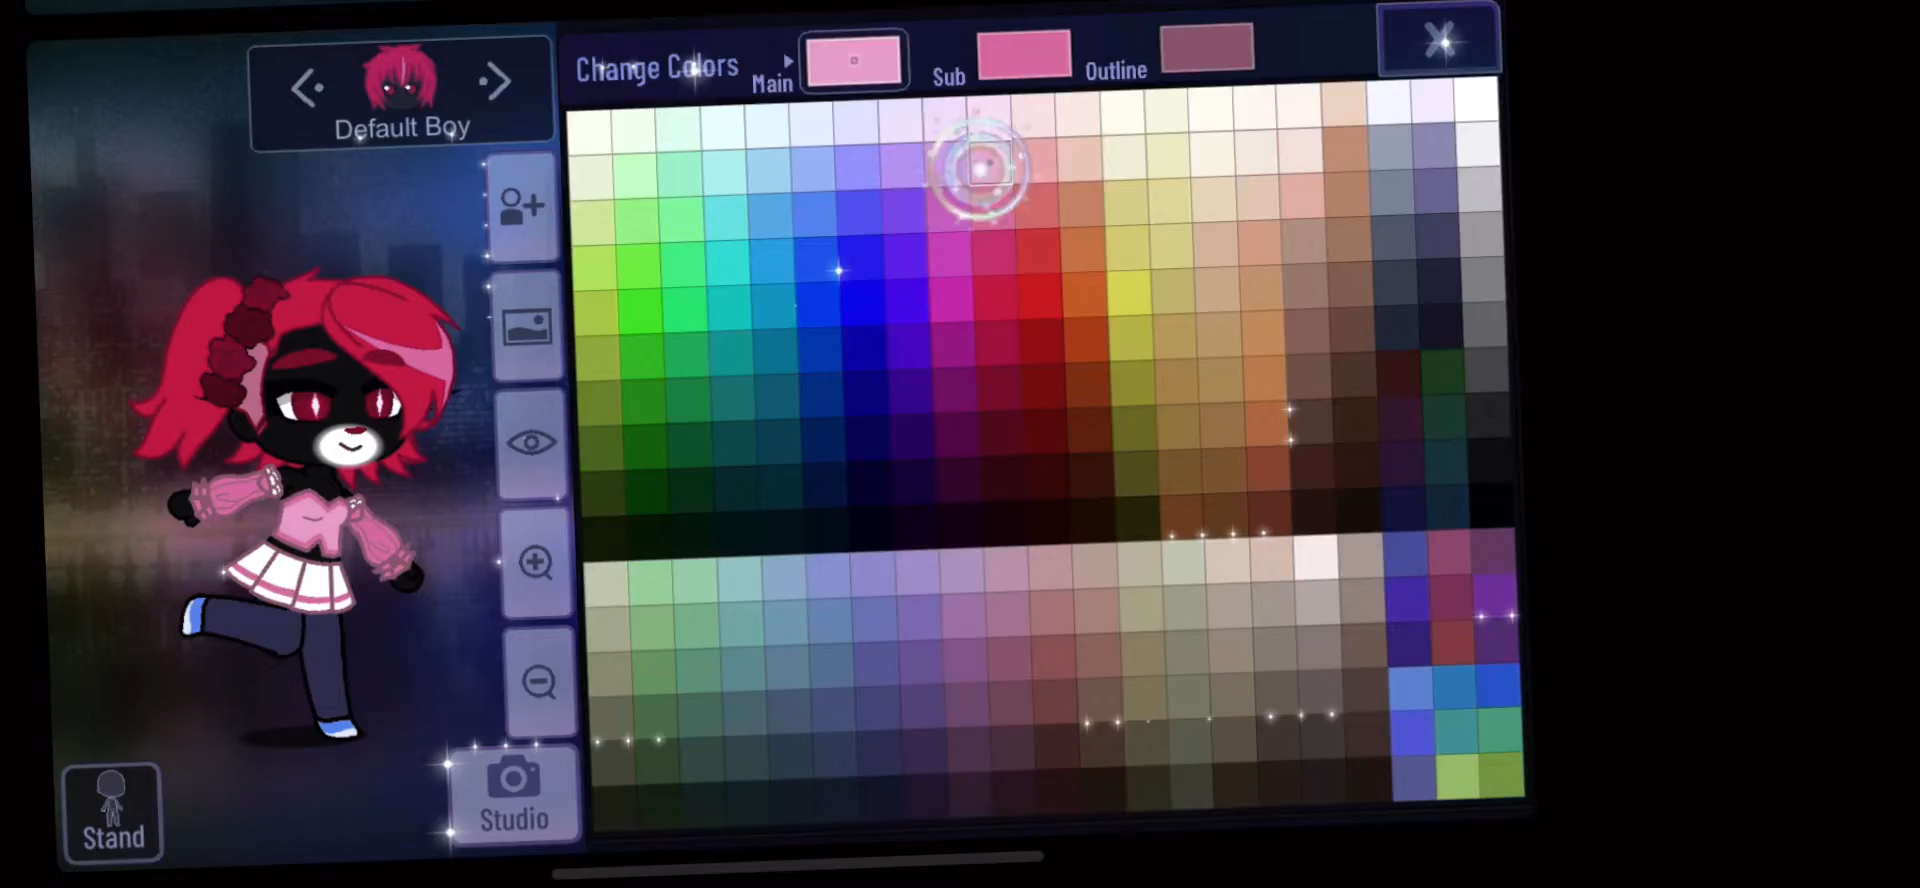 Default Boy
Change Colors
Main
Sub
Outline
Studio
Stand